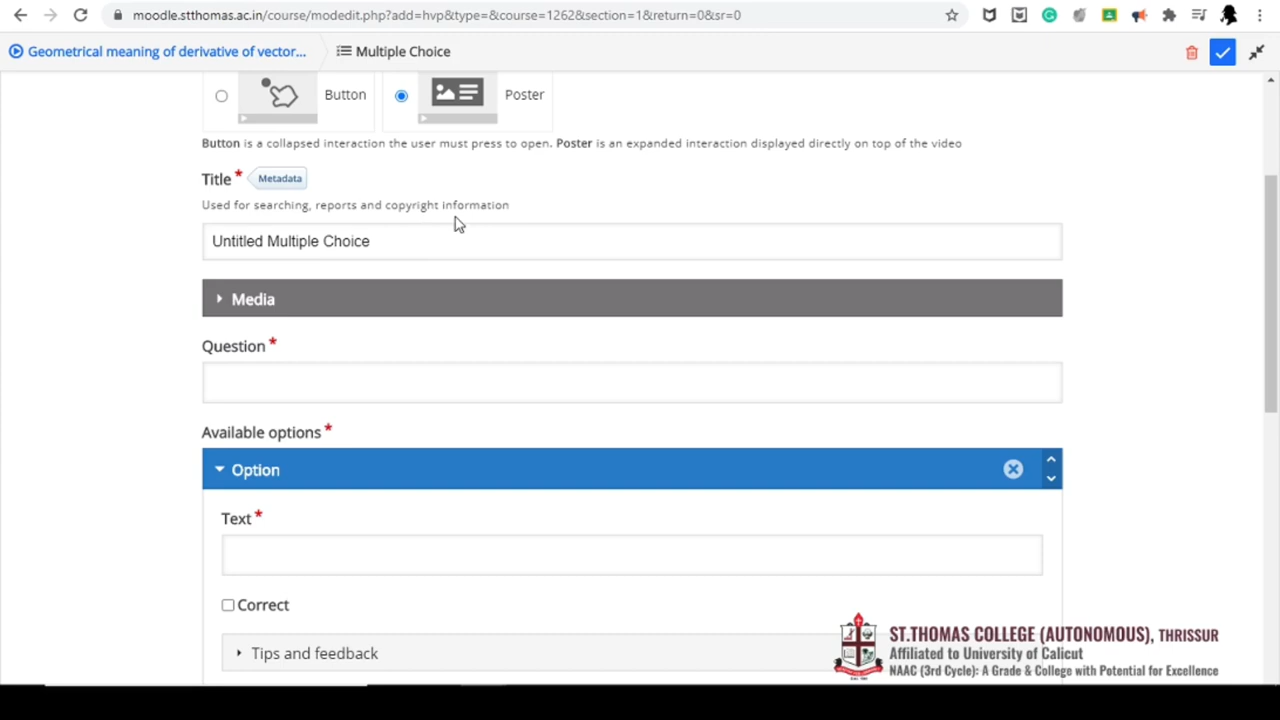 moodle.stthomas.ac.in/course/modedit.php?add=hvp&type=&course=1262&section=1&return=0&sr=0
Geometrical meaning of derivative of vector...
Multiple Choice
Button
Poster
Button is a collapsed interaction the user must press to open. Poster is an expanded interaction displayed directly on top of the video
Title * Metadata
Used for searching, reports and copyright information
Untitled Multiple Choice
Media
Question *
Available options *
Option
Text *
Correct
Tips and feedback
ST.THOMAS COLLEGE (AUTONOMOUS), THRISSUR
Affiliated to University of Calicut
NAAC (3rd Cycle): A Grade & College with Potential for Excellence